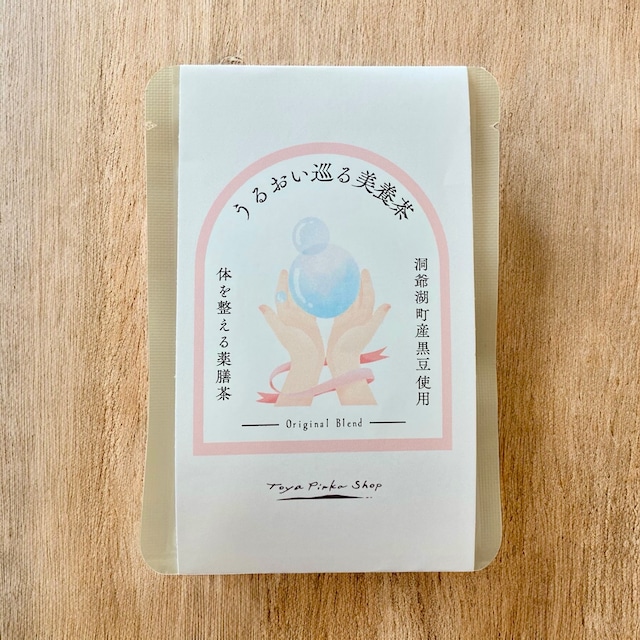 うるおい巡る美養茶
洞爺湖町産黒豆使用
体を整える薬膳茶
Original Blend
Toya Pirka Shop